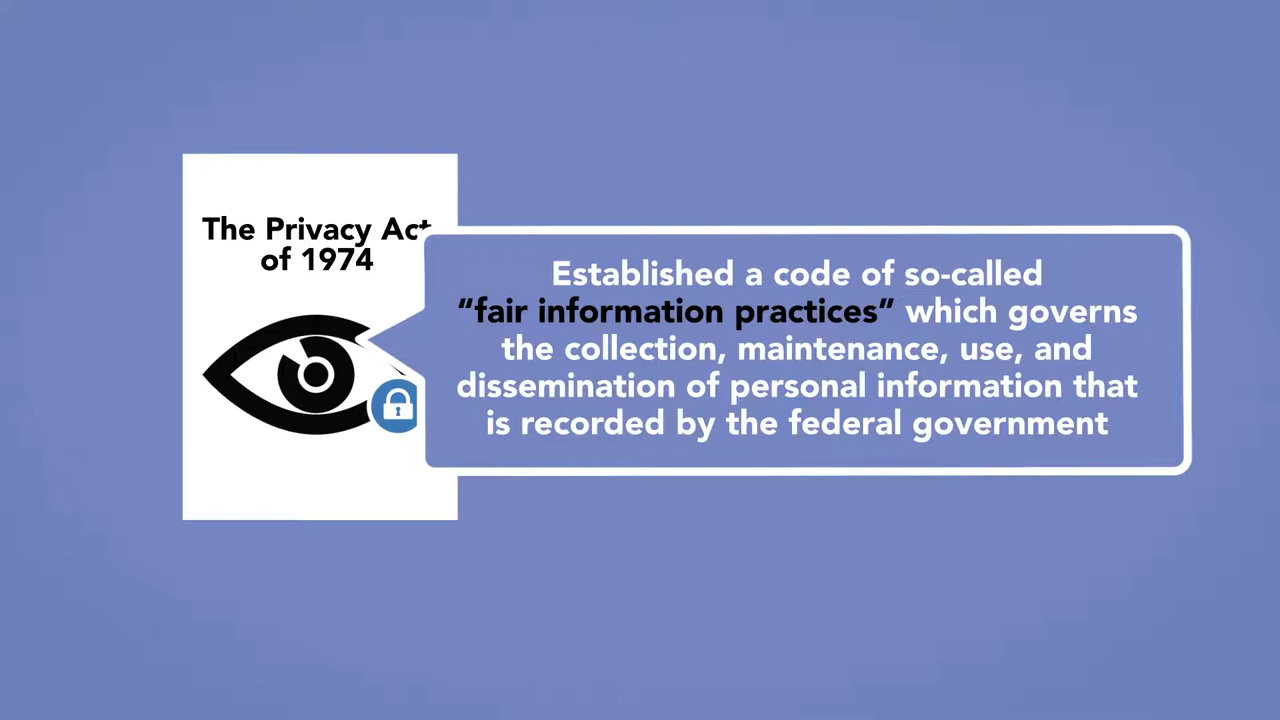 The Privacy Act
of 1974
Established a code of so-called
“fair information practices” which governs
the collection, maintenance, use, and
dissemination of personal information that
is recorded by the federal government